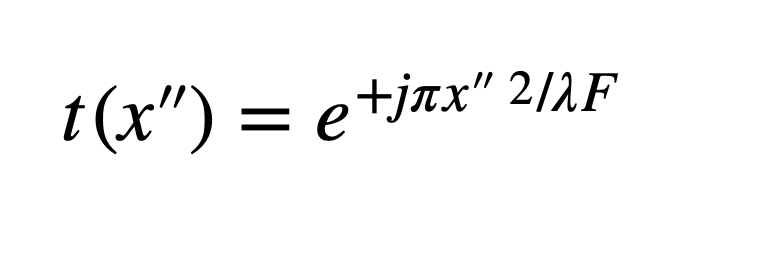 t(x″) = e^{+jπx″ 2/λF}